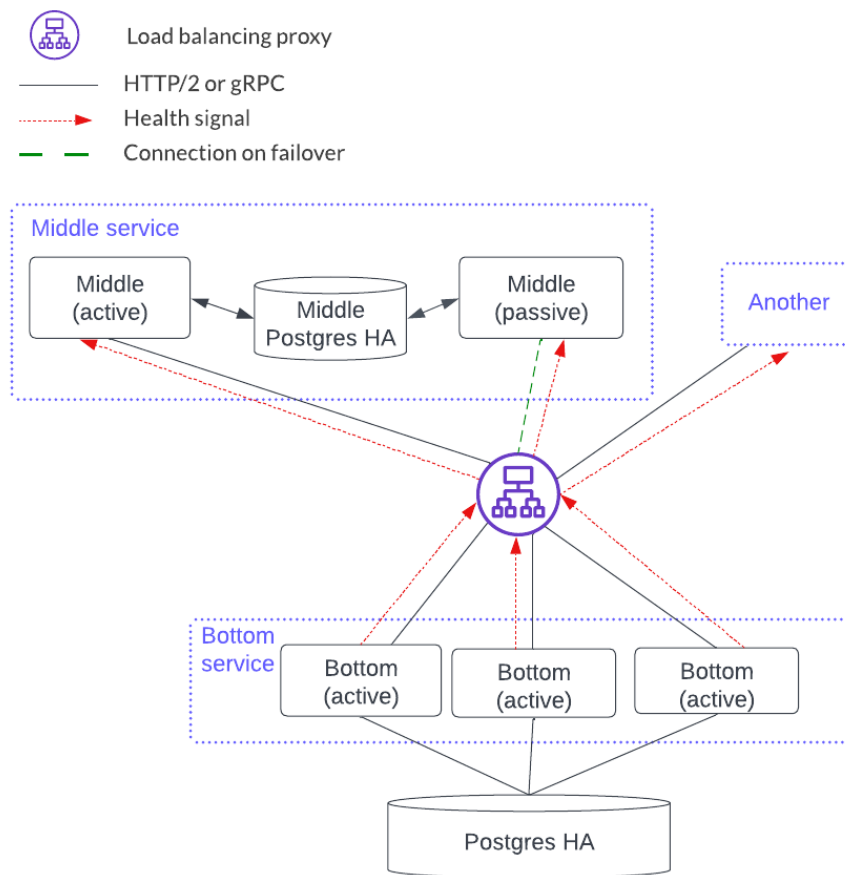 Load balancing proxy
HTTP/2 or gRPC
Health signal
Connection on failover
Middle service
Middle
(active)
Middle
Postgres HA
Middle
(passive)
Another
Bottom
service
Bottom
(active)
Bottom
(active)
Bottom
(active)
Postgres HA